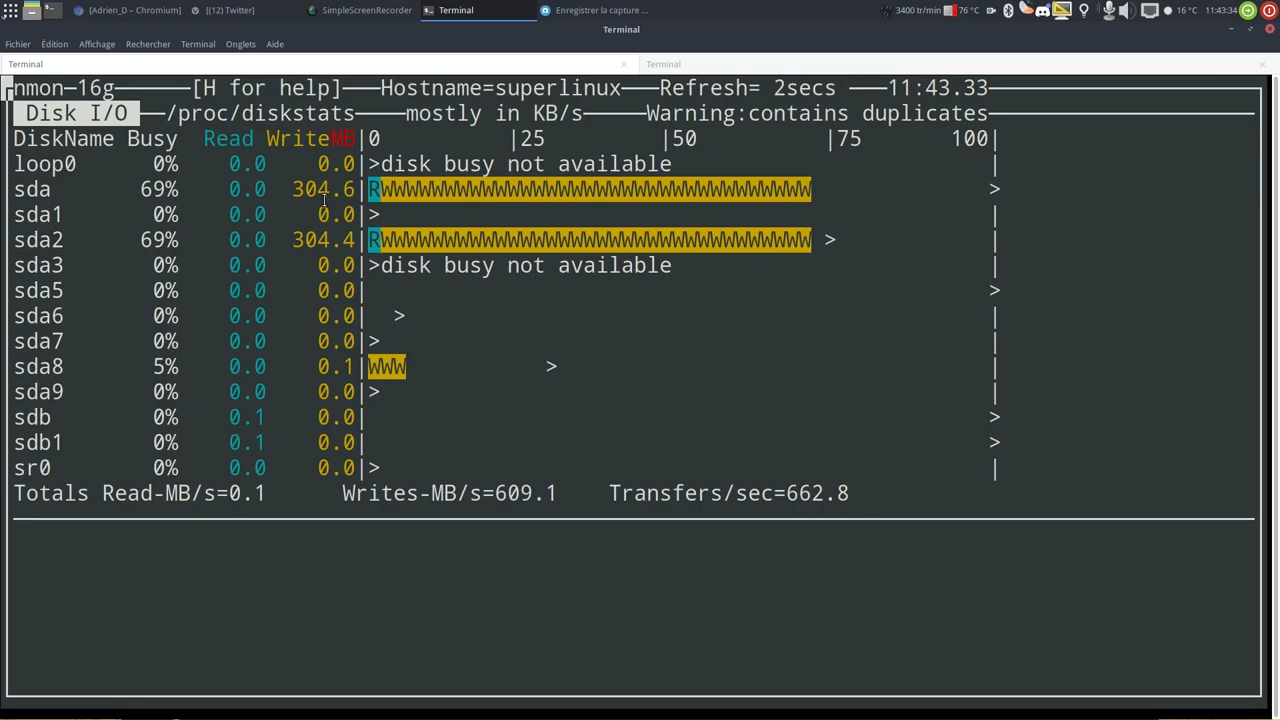 [Adrien_D – Chromium] [(12) Twitter] SimpleScreenRecorder Terminal Enregistrer la capture ... 3400 tr/min 76 °C 16 °C 11:43:34
Terminal
Fichier Édition Affichage Rechercher Terminal Onglets Aide
Terminal Terminal
nmon-16g [H for help] Hostname=superlinux Refresh= 2secs 11:43.33
Disk I/O /proc/diskstats mostly in KB/s Warning:contains duplicates
DiskName Busy Read WriteMB|0 |25 |50 |75 100|
loop0 0% 0.0 0.0|>disk busy not available |
sda 69% 0.0 304.6|RWWWWWWWWWWWWWWWWWWWWWWWWWWWWWWWWWW >
sda1 0% 0.0 0.0|> |
sda2 69% 0.0 304.4|RWWWWWWWWWWWWWWWWWWWWWWWWWWWWWWWWWW > |
sda3 0% 0.0 0.0|>disk busy not available |
sda5 0% 0.0 0.0| >
sda6 0% 0.0 0.0| > |
sda7 0% 0.0 0.0|> |
sda8 5% 0.0 0.1|WWW > |
sda9 0% 0.0 0.0|> |
sdb 0% 0.1 0.0| >
sdb1 0% 0.1 0.0| >
sr0 0% 0.0 0.0|> |
Totals Read-MB/s=0.1 Writes-MB/s=609.1 Transfers/sec=662.8